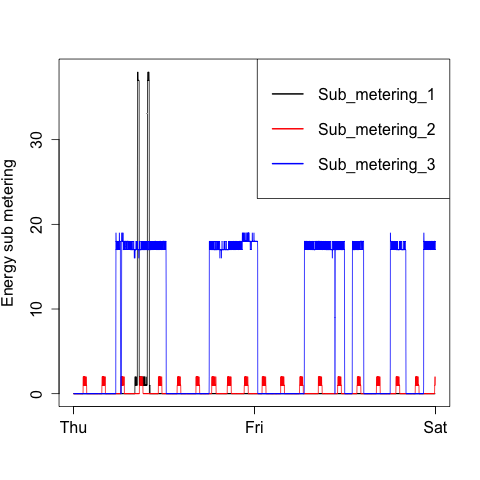 Sub_metering_1
Sub_metering_2
Sub_metering_3
Energy sub metering
30
20
10
0
Thu
Fri
Sat